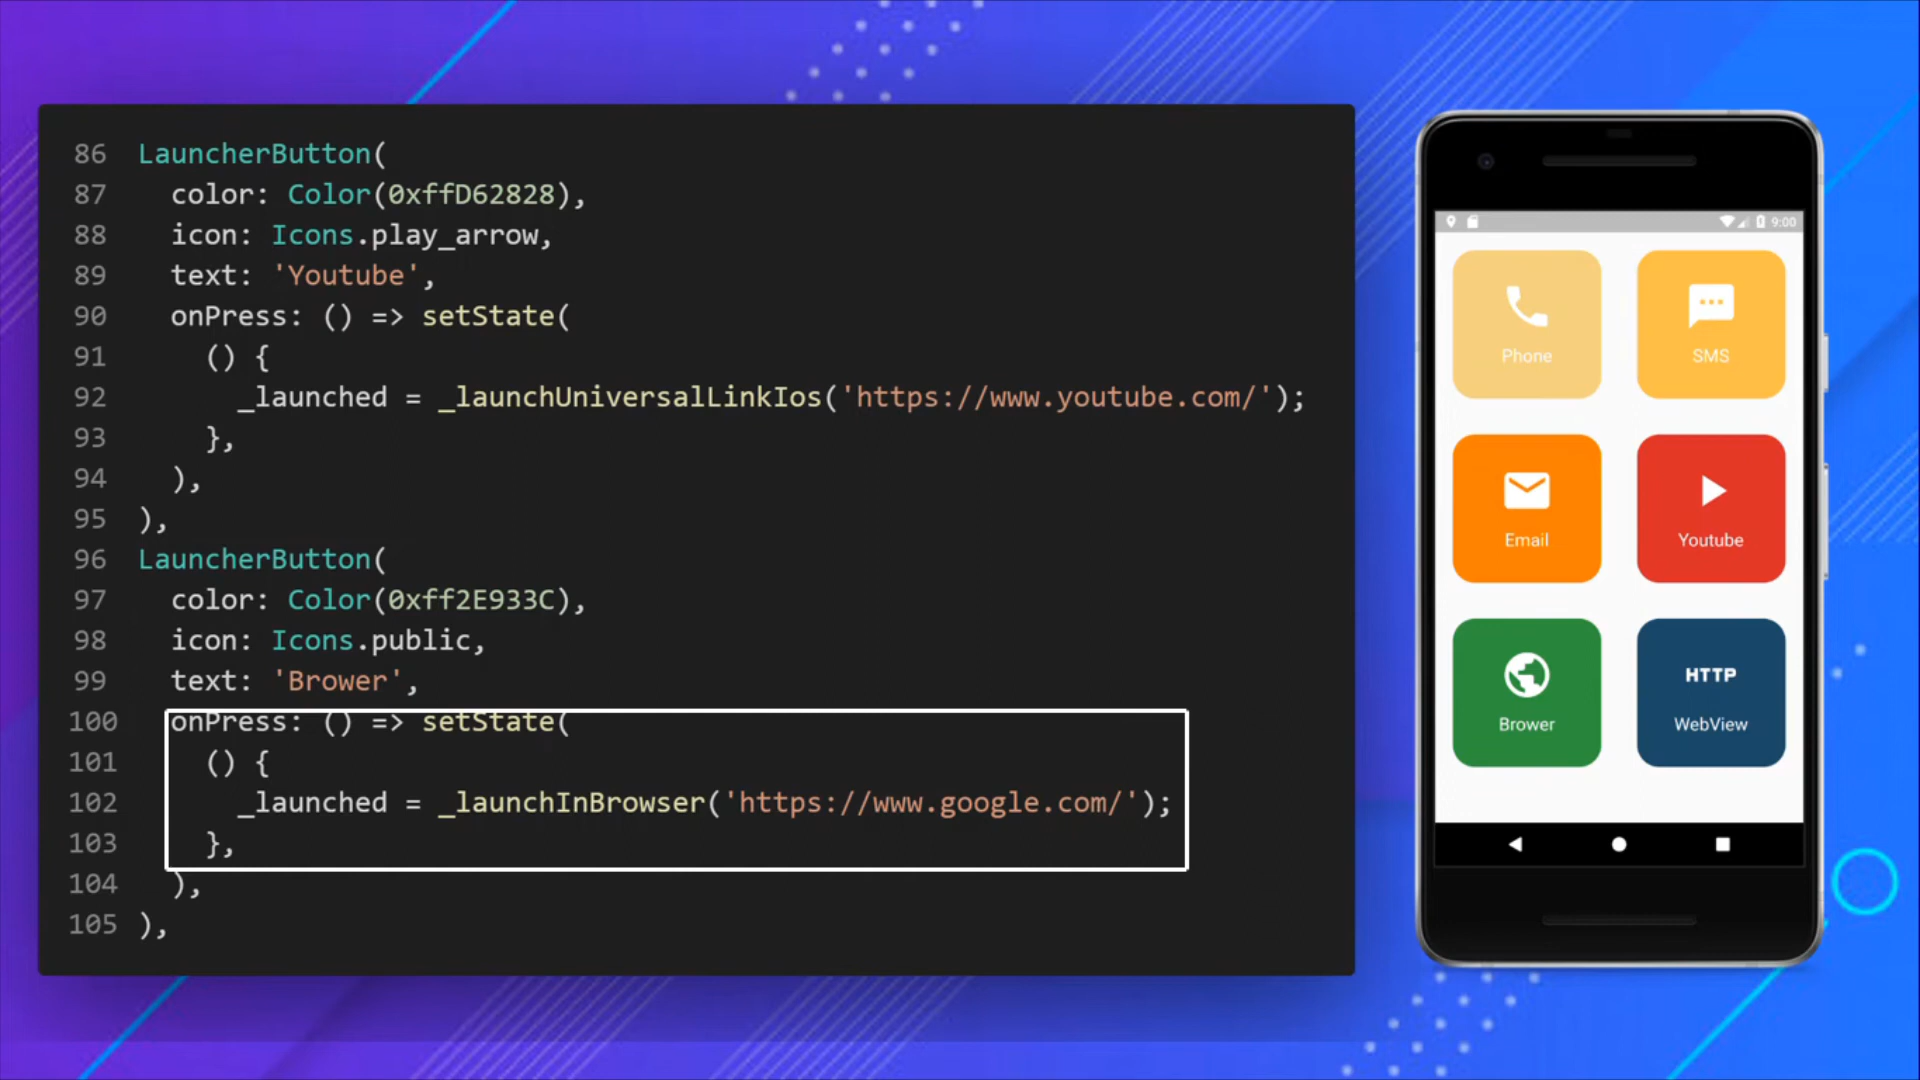 86 LauncherButton(
87 color: Color(0xffD62828),
88 icon: Icons.play_arrow,
89 text: 'Youtube',
90 onPress: () => setState(
91 () {
92 _launched = _launchUniversalLinkIos('https://www.youtube.com/');
93 },
94 ),
95 ),
96 LauncherButton(
97 color: Color(0xff2E933C),
98 icon: Icons.public,
99 text: 'Brower',
100 onPress: () => setState(
101 () {
102 _launched = _launchInBrowser('https://www.google.com/');
103 },
104 ),
105 ),
9:00
Phone
SMS
Email
Youtube
Brower
HTTP
WebView